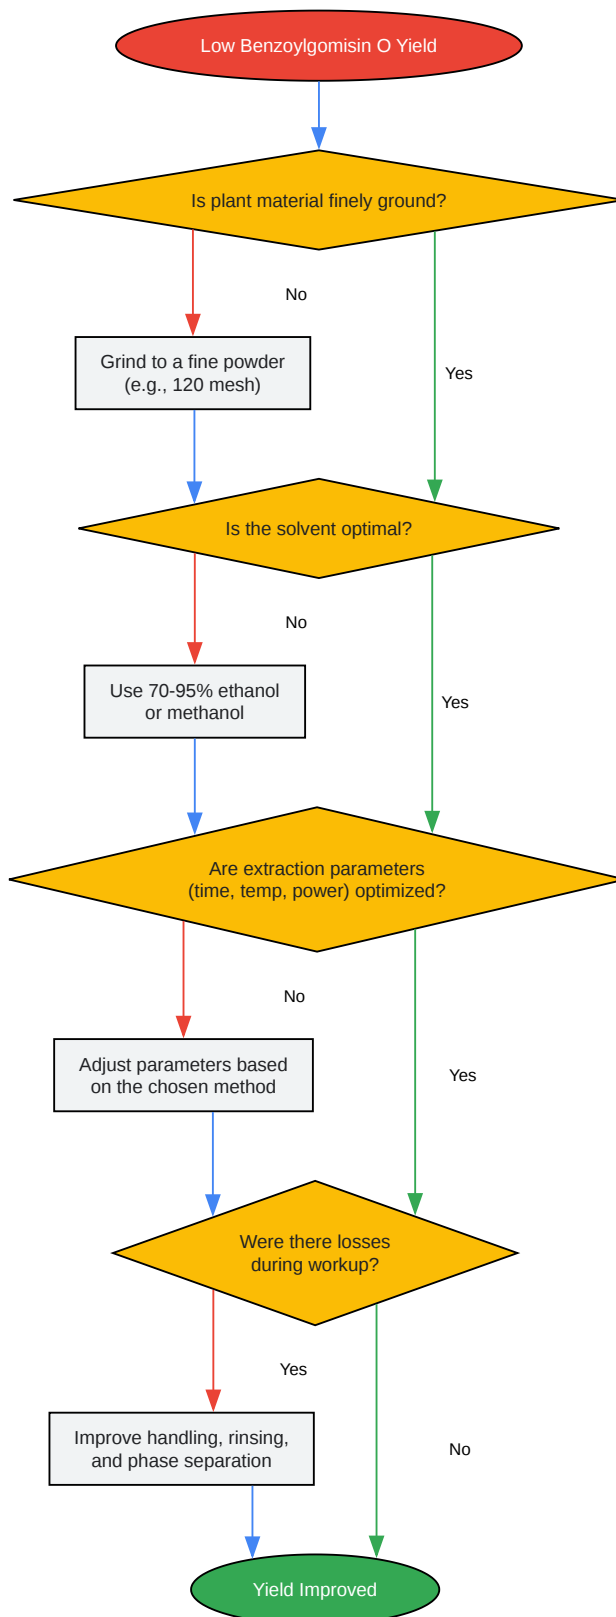 Low Benzoylgomisin O Yield
Is plant material finely ground?
No
Grind to a fine powder
(e.g., 120 mesh)
Yes
Is the solvent optimal?
No
Use 70-95% ethanol
or methanol
Yes
Are extraction parameters
(time, temp, power) optimized?
No
Adjust parameters based
on the chosen method
Yes
Were there losses
during workup?
Yes
Improve handling, rinsing,
and phase separation
No
Yield Improved